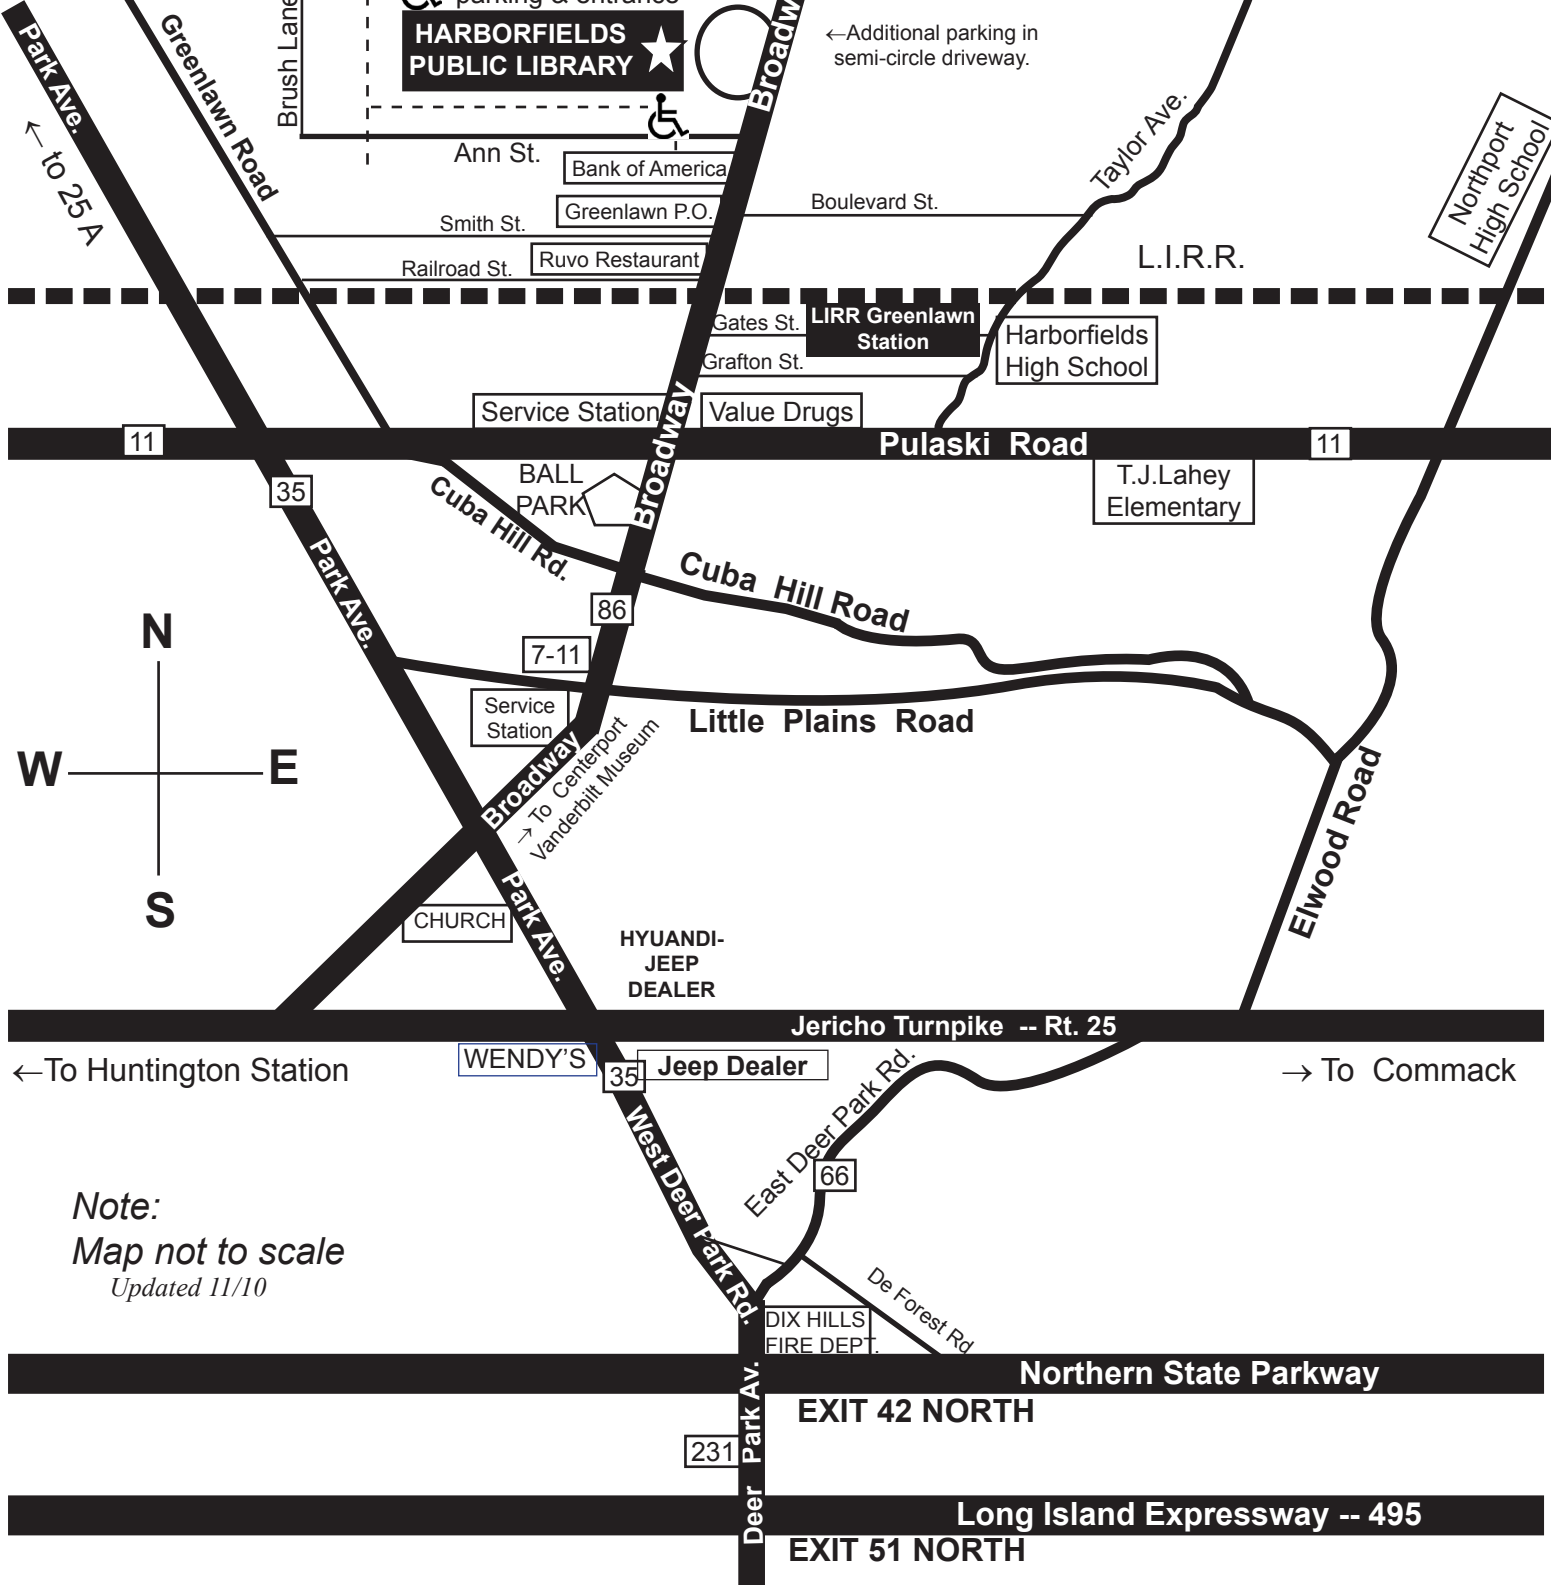 parking & entrance
HARBORFIELDS
PUBLIC LIBRARY
←Additional parking in
semi-circle driveway.
Park Ave.
← to 25 A
Greenlawn Road
Brush Lane
Ann St.
Bank of America
Greenlawn P.O.
Smith St.
Ruvo Restaurant
Railroad St.
Boulevard St.
Taylor Ave.
L.I.R.R.
Northport
High School
Gates St.
LIRR Greenlawn
Station
Grafton St.
Harborfields
High School
Service Station
Value Drugs
Broadway
11
Pulaski Road
11
35
BALL
PARK
T.J.Lahey
Elementary
Cuba Hill Rd.
Cuba Hill Road
Park Ave.
86
7-11
Service
Station
Little Plains Road
N
W
E
S
Broadway
→ To Centerport
Vanderbilt Museum
Elwood Road
CHURCH
Park Ave.
HYUANDI-
JEEP
DEALER
Jericho Turnpike -- Rt. 25
←To Huntington Station
WENDY'S
35
Jeep Dealer
→ To Commack
West Deer Park Rd.
East Deer Park Rd.
66
Note:
Map not to scale
Updated 11/10
De Forest Rd
DIX HILLS
FIRE DEPT.
Northern State Parkway
EXIT 42 NORTH
Deer Park Av.
231
Long Island Expressway -- 495
EXIT 51 NORTH